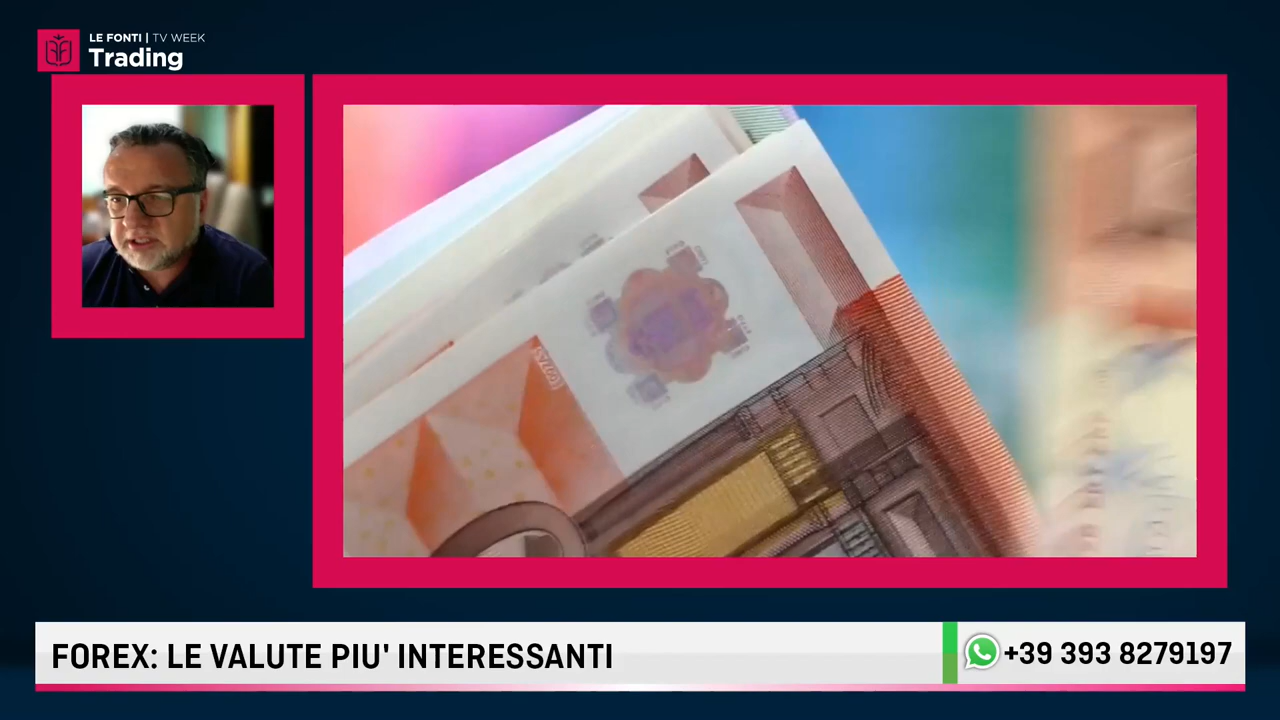 LE FONTI | TV WEEK
Trading
FOREX: LE VALUTE PIU' INTERESSANTI
+39 393 8279197